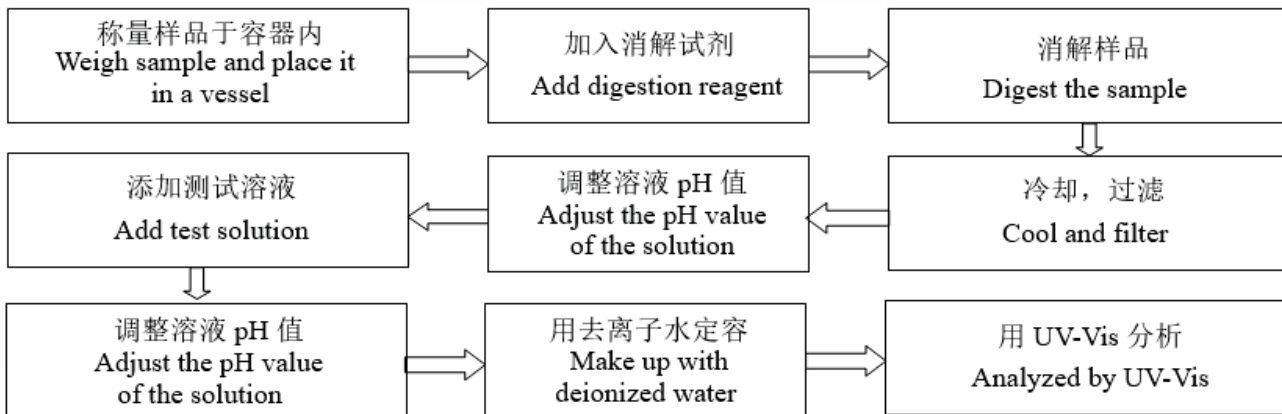 称量样品于容器内
Weigh sample and place it
in a vessel
加入消解试剂
Add digestion reagent
消解样品
Digest the sample
冷却，过滤
Cool and filter
调整溶液 pH 值
Adjust the pH value
of the solution
添加测试溶液
Add test solution
调整溶液 pH 值
Adjust the pH value
of the solution
用去离子水定容
Make up with
deionized water
用 UV-Vis 分析
Analyzed by UV-Vis